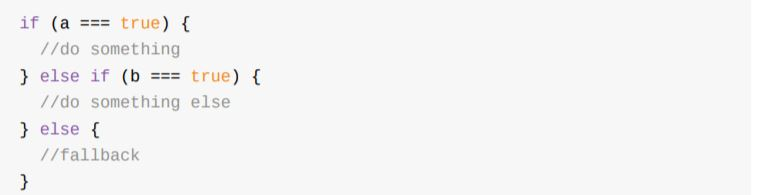 if (a === true) {
  //do something
} else if (b === true) {
  //do something else
} else {
  //fallback
}